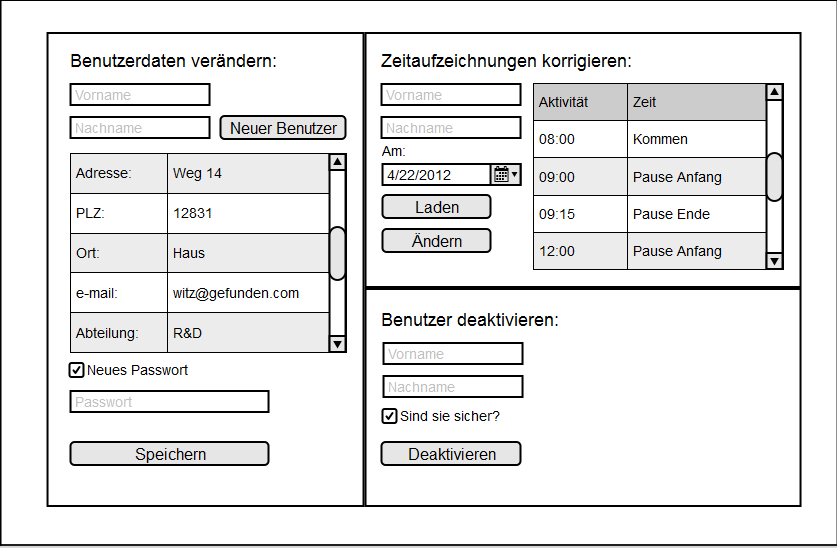 Benutzerdaten verändern:
Vorname
Nachname
Neuer Benutzer
Adresse: Weg 14
PLZ: 12831
Ort: Haus
e-mail: witz@gefunden.com
Abteilung: R&D
Neues Passwort
Passwort
Speichern
Zeitaufzeichnungen korrigieren:
Vorname
Nachname
Am:
4/22/2012
Laden
Ändern
Aktivität Zeit
08:00 Kommen
09:00 Pause Anfang
09:15 Pause Ende
12:00 Pause Anfang
Benutzer deaktivieren:
Vorname
Nachname
Sind sie sicher?
Deaktivieren